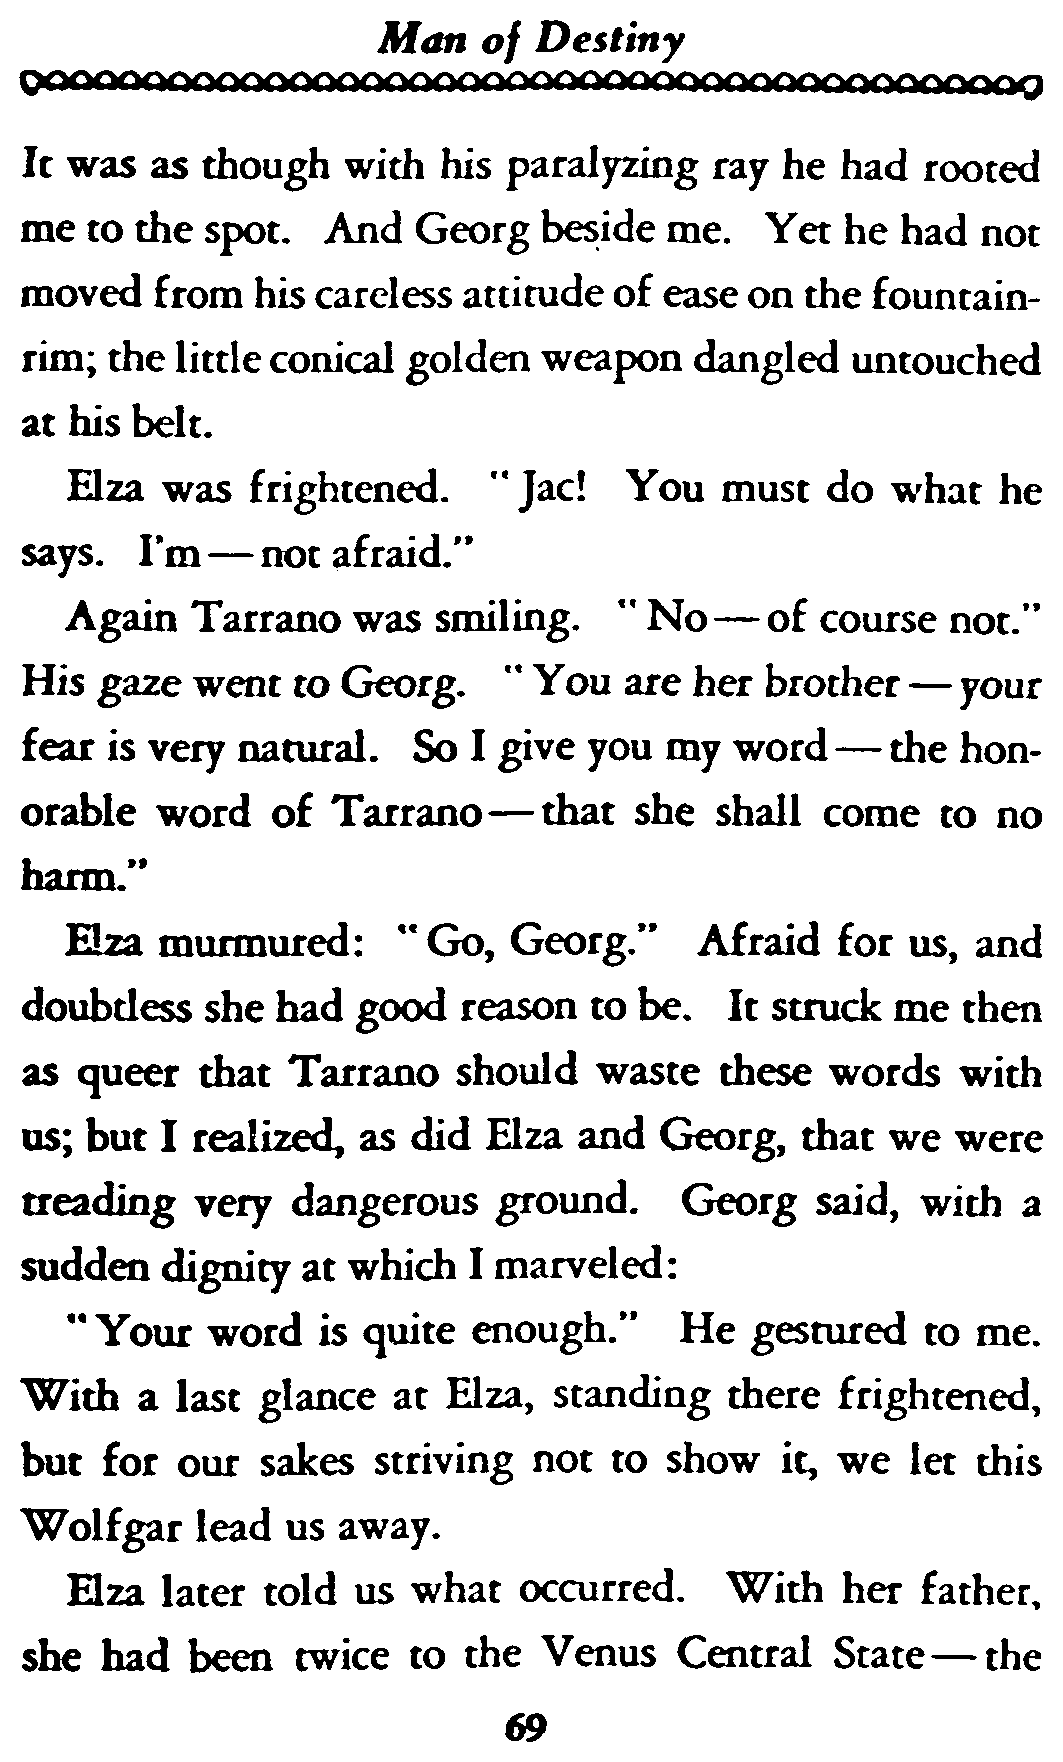 Man of Destiny
It was as though with his paralyzing ray he had rooted
me to the spot. And Georg beside me. Yet he had not
moved from his careless attitude of ease on the fountain-
rim; the little conical golden weapon dangled untouched
at his belt.
Elza was frightened. "Jac! You must do what he
says. I'm—not afraid."
Again Tarrano was smiling. "No—of course not."
His gaze went to Georg. "You are her brother—your
fear is very natural. So I give you my word—the hon-
orable word of Tarrano—that she shall come to no
harm."
Elza murmured: "Go, Georg." Afraid for us, and
doubtless she had good reason to be. It struck me then
as queer that Tarrano should waste these words with
us; but I realized, as did Elza and Georg, that we were
treading very dangerous ground. Georg said, with a
sudden dignity at which I marveled:
"Your word is quite enough." He gestured to me.
With a last glance at Elza, standing there frightened,
but for our sakes striving not to show it, we let this
Wolfgar lead us away.
Elza later told us what occurred. With her father,
she had been twice to the Venus Central State—the
69